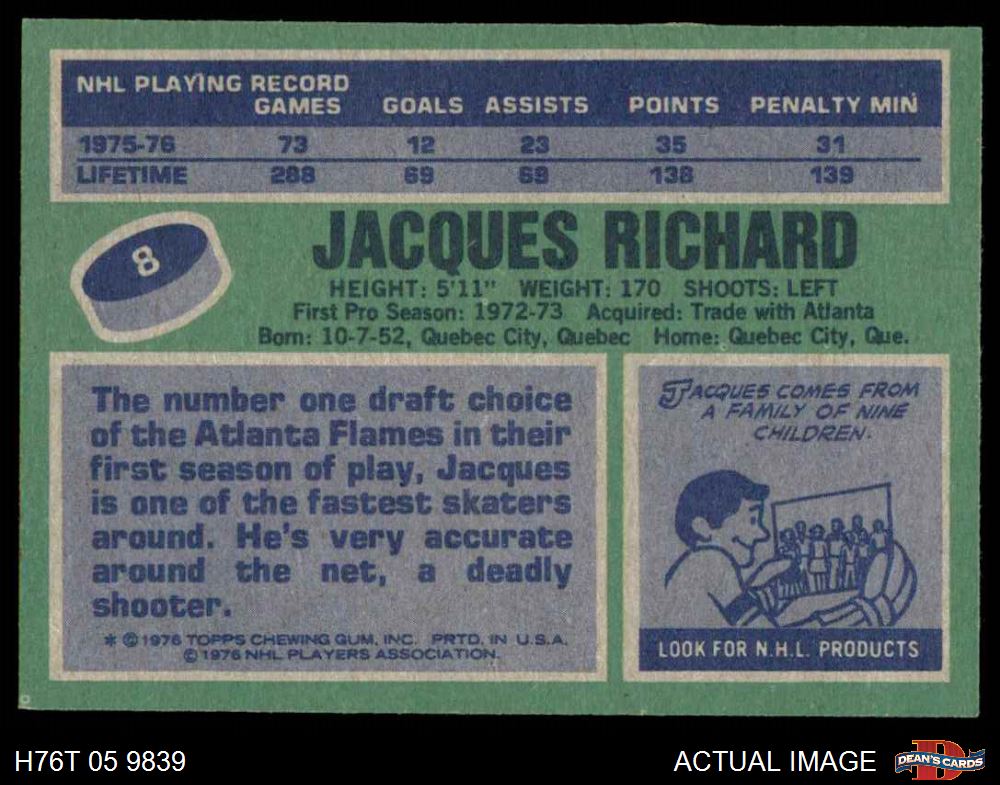 NHL PLAYING RECORD
GAMES GOALS ASSISTS POINTS PENALTY MIN
1975-76 73 12 23 35 31
LIFETIME 288 69 69 138 139
8
JACQUES RICHARD
HEIGHT: 5'11" WEIGHT: 170 SHOOTS: LEFT
First Pro Season: 1972-73 Acquired: Trade with Atlanta
Born: 10-7-52, Quebec City, Quebec Home: Quebec City, Que.
The number one draft choice
of the Atlanta Flames in their
first season of play, Jacques
is one of the fastest skaters
around. He's very accurate
around the net, a deadly
shooter.
* © 1976 TOPPS CHEWING GUM, INC. PRTD. IN U.S.A.
© 1976 NHL PLAYERS ASSOCIATION.
JACQUES COMES FROM
A FAMILY OF NINE
CHILDREN.
LOOK FOR N.H.L. PRODUCTS
H76T 05 9839
ACTUAL IMAGE
D
DEAN'S CARDS